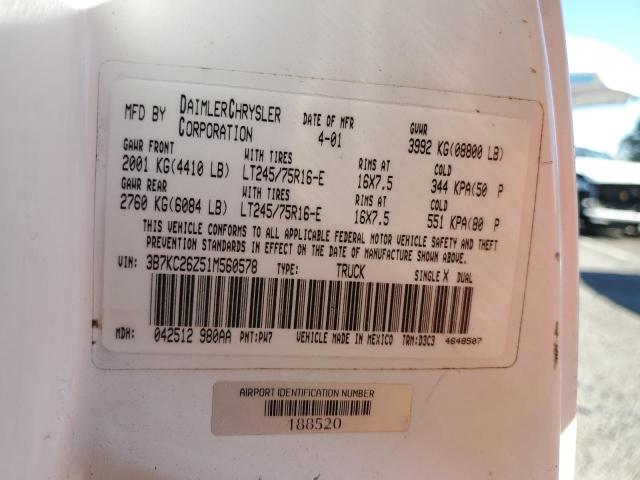 MFD BY DAIMLERCHRYSLER CORPORATION
DATE OF MFR 4-01
GVWR 3992 KG(08800 LB)
GAWR FRONT WITH TIRES RIMS AT COLD
2001 KG(4410 LB) LT245/75R16-E 16X7.5 344 KPA(50 P
GAWR REAR WITH TIRES RIMS AT COLD
2760 KG(6084 LB) LT245/75R16-E 16X7.5 551 KPA(80 P
THIS VEHICLE CONFORMS TO ALL APPLICABLE FEDERAL MOTOR VEHICLE SAFETY AND THEFT
PREVENTION STANDARDS IN EFFECT ON THE DATE OF MANUFACTURE SHOWN ABOVE.
VIN: 3B7KC26Z51M560578 TYPE: TRUCK SINGLE X DUAL
MDH: 042512 980AA PNT:PW7 VEHICLE MADE IN MEXICO TRM:D3C3 4648507
AIRPORT IDENTIFICATION NUMBER
188520